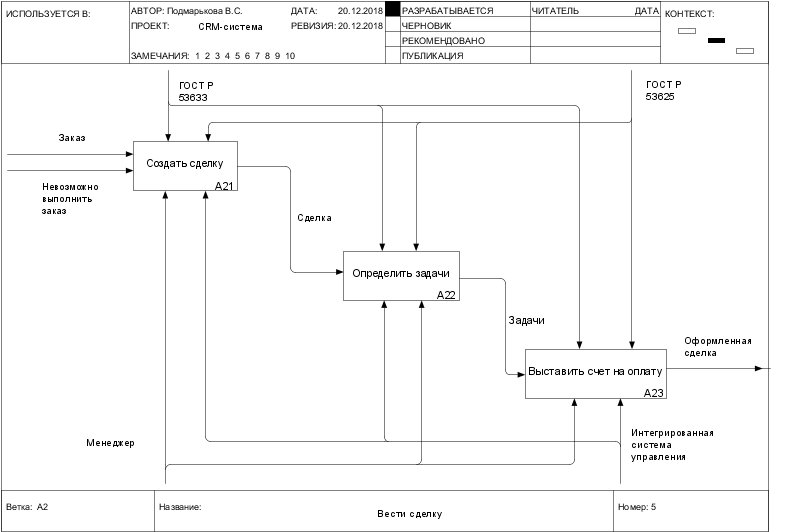 ИСПОЛЬЗУЕТСЯ В:
АВТОР: Подмарькова В.С.
ДАТА: 20.12.2018
РАЗРАБАТЫВАЕТСЯ
ЧИТАТЕЛЬ
ДАТА
КОНТЕКСТ:
ПРОЕКТ: CRM-система
РЕВИЗИЯ: 20.12.2018
ЧЕРНОВИК
РЕКОМЕНДОВАНО
ЗАМЕЧАНИЯ: 1 2 3 4 5 6 7 8 9 10
ПУБЛИКАЦИЯ
ГОСТ Р
53633
ГОСТ Р
53625
Заказ
Создать сделку
A21
Невозможно
выполнить
заказ
Сделка
Определить задачи
A22
Задачи
Оформленная
сделка
Выставить счет на оплату
A23
Менеджер
Интегрированная
система
управления
Ветка: A2
Название:
Вести сделку
Номер: 5